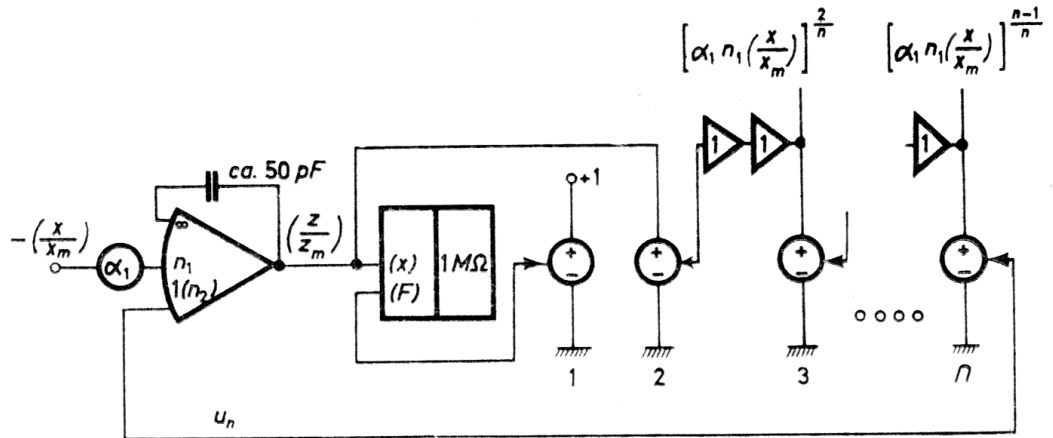 [α₁ n₁(x/xₘ)]^(2/n)
[α₁ n₁(x/xₘ)]^((n−1)/n)
1
1
1
ca. 50 pF
−(x/xₘ)
α₁
∞
n₁
1(n₂)
(z/zₘ)
(x)
(F)
1MΩ
+1
+
−
+
−
+
−
+
−
1
2
3
n
uₙ